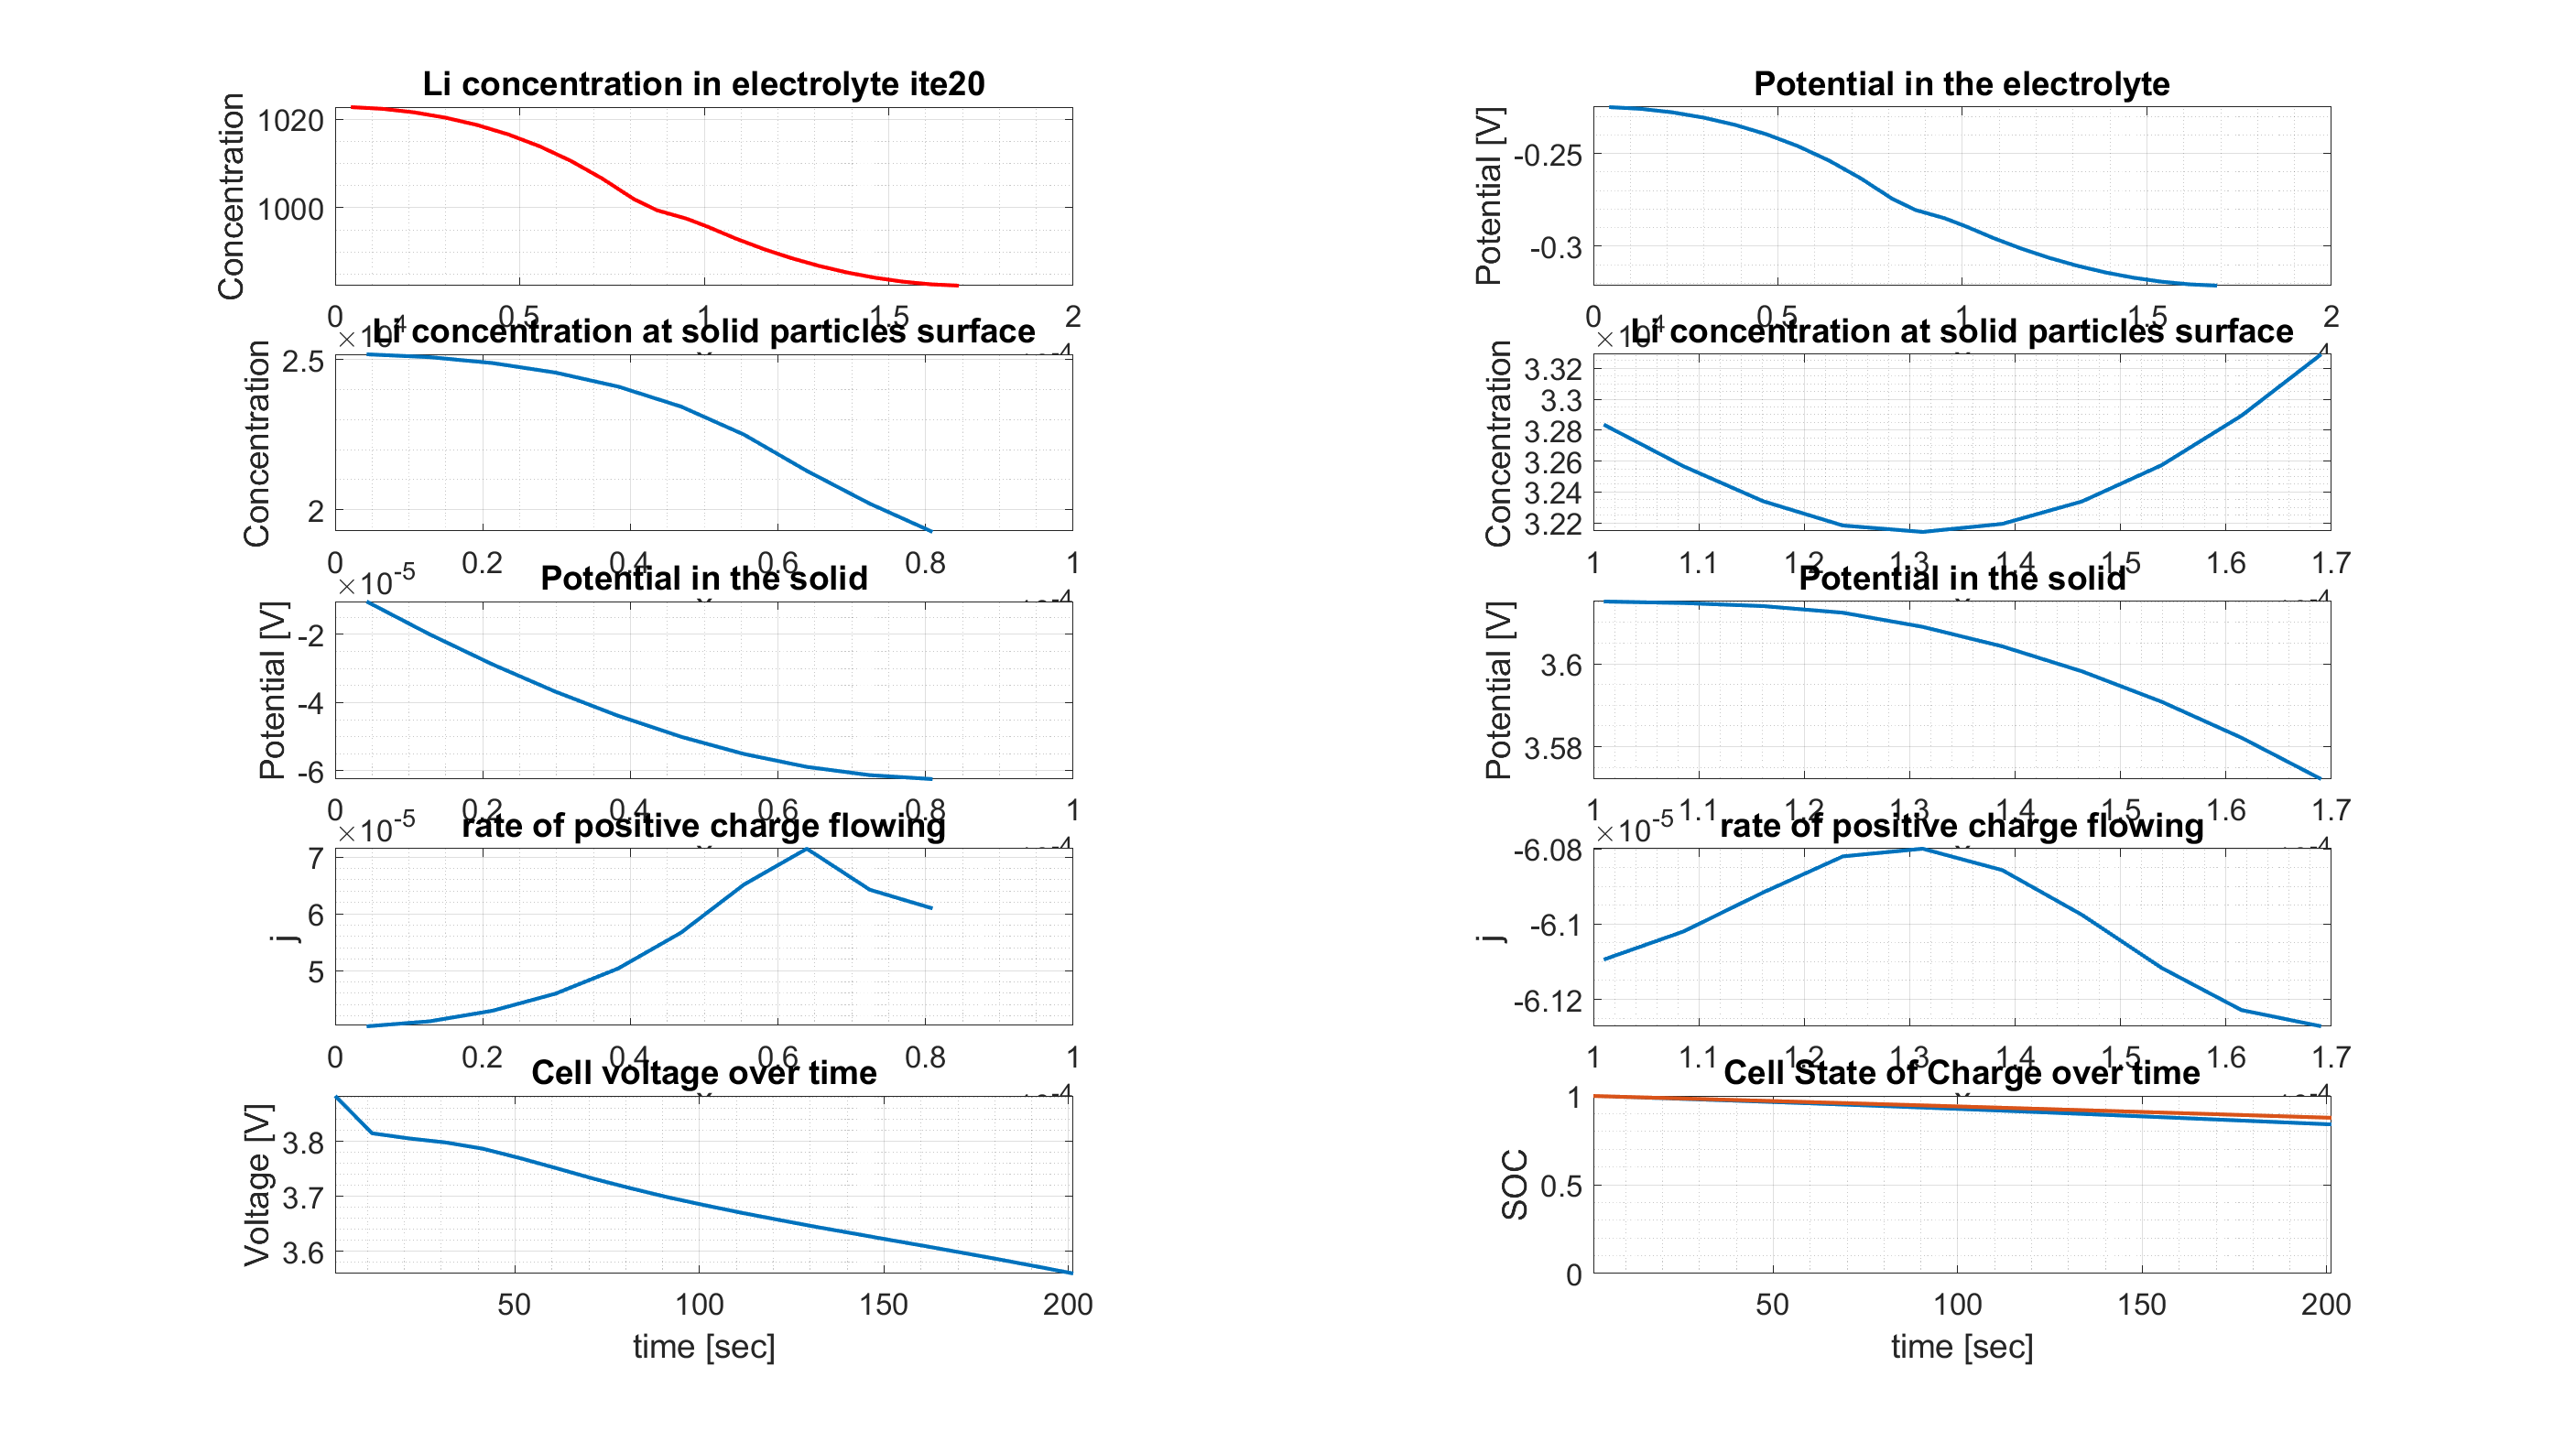 Li concentration in electrolyte ite20
Concentration
1020
1000
0 0.5 1 1.5 2
Potential in the electrolyte
Potential [V]
-0.25
-0.3
0 0.5 1 1.5 2
Li concentration at solid particles surface
×10^4
Concentration
2.5
2
0 0.2 0.4 0.6 0.8 1
Li concentration at solid particles surface
×10^4
Concentration
3.32
3.3
3.28
3.26
3.24
3.22
1 1.1 1.2 1.3 1.4 1.5 1.6 1.7
Potential in the solid
×10^-5
Potential [V]
-2
-4
-6
0 0.2 0.4 0.6 0.8 1
Potential in the solid
Potential [V]
3.6
3.58
1 1.1 1.2 1.3 1.4 1.5 1.6 1.7
rate of positive charge flowing
×10^-5
j
7
6
5
0 0.2 0.4 0.6 0.8 1
rate of positive charge flowing
×10^-5
j
-6.08
-6.1
-6.12
1 1.1 1.2 1.3 1.4 1.5 1.6 1.7
Cell voltage over time
Voltage [V]
3.8
3.7
3.6
50 100 150 200
time [sec]
Cell State of Charge over time
SOC
1
0.5
0
50 100 150 200
time [sec]